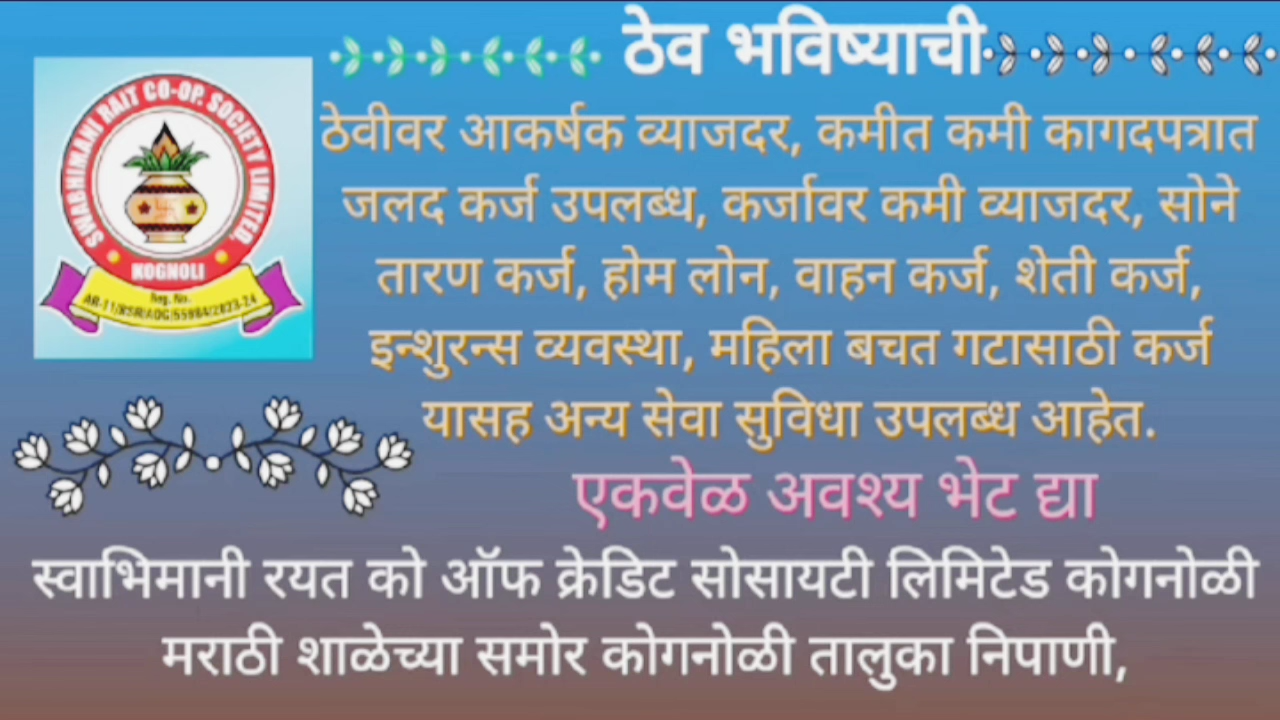 ठेव भविष्याची
ठेवीवर आकर्षक व्याजदर, कमीत कमी कागदपत्रात
जलद कर्ज उपलब्ध, कर्जावर कमी व्याजदर, सोने
तारण कर्ज, होम लोन, वाहन कर्ज, शेती कर्ज,
इन्शुरन्स व्यवस्था, महिला बचत गटासाठी कर्ज
यासह अन्य सेवा सुविधा उपलब्ध आहेत.
एकवेळ अवश्य भेट द्या
स्वाभिमानी रयत को ऑफ क्रेडिट सोसायटी लिमिटेड कोगनोळी
मराठी शाळेच्या समोर कोगनोळी तालुका निपाणी,
SWABHIMANI RAIT CO-OP. SOCIETY LIMITED,
KOGNOLI
Reg. No.